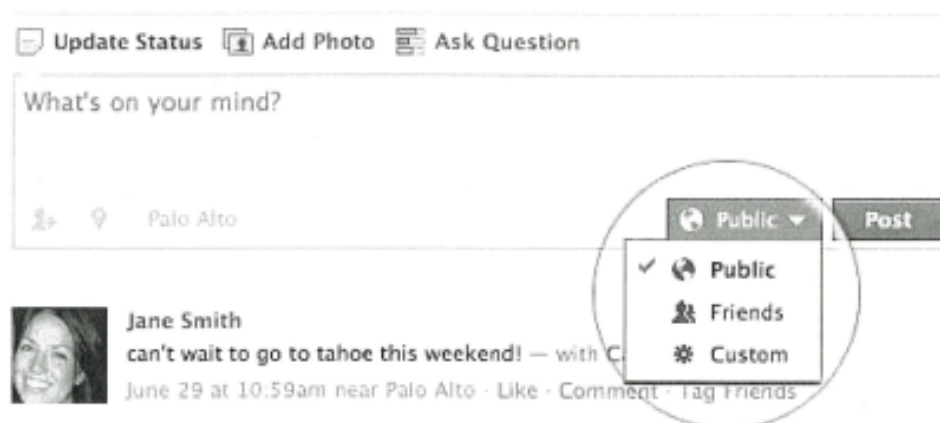 Update Status Add Photo Ask Question
What's on your mind?
Palo Alto
Public Post
Public
Friends
Custom
Jane Smith
can't wait to go to tahoe this weekend! — with
June 29 at 10:59am near Palo Alto · Like · Comment · Tag Friends